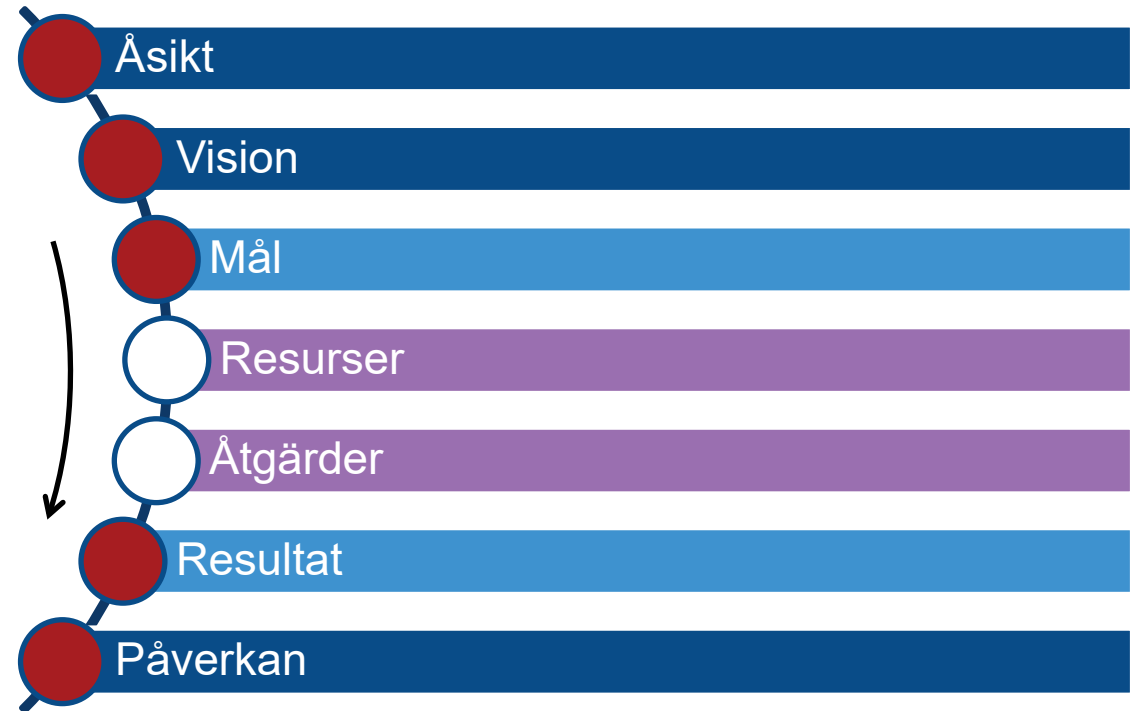 Åsikt
Vision
Mål
Resurser
Åtgärder
Resultat
Påverkan